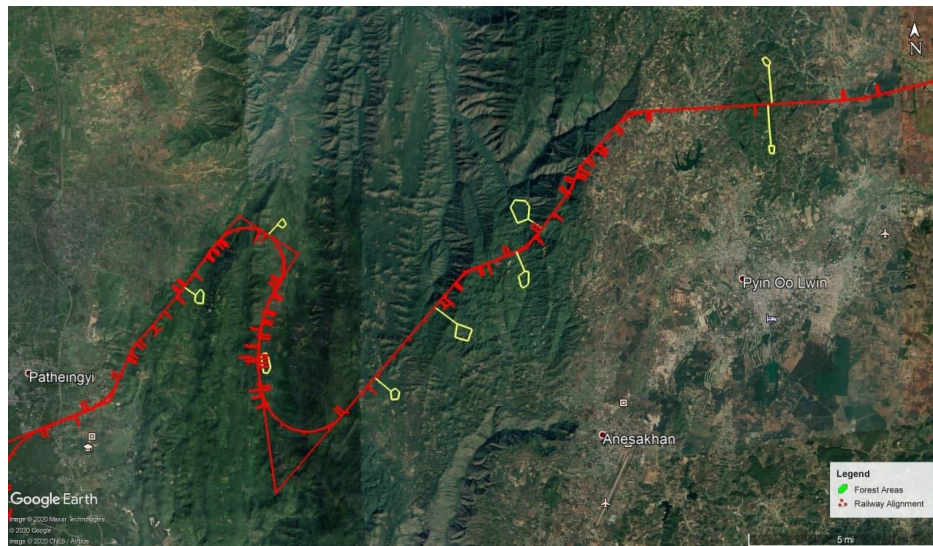 N
Pyin Oo Lwin
Patheingyi
Anesakhan
Legend
Forest Areas
Railway Alignment
Google Earth
Image © 2020 Maxar Technologies
© 2020 Google
Image © 2020 CNES / Airbus
5 mi